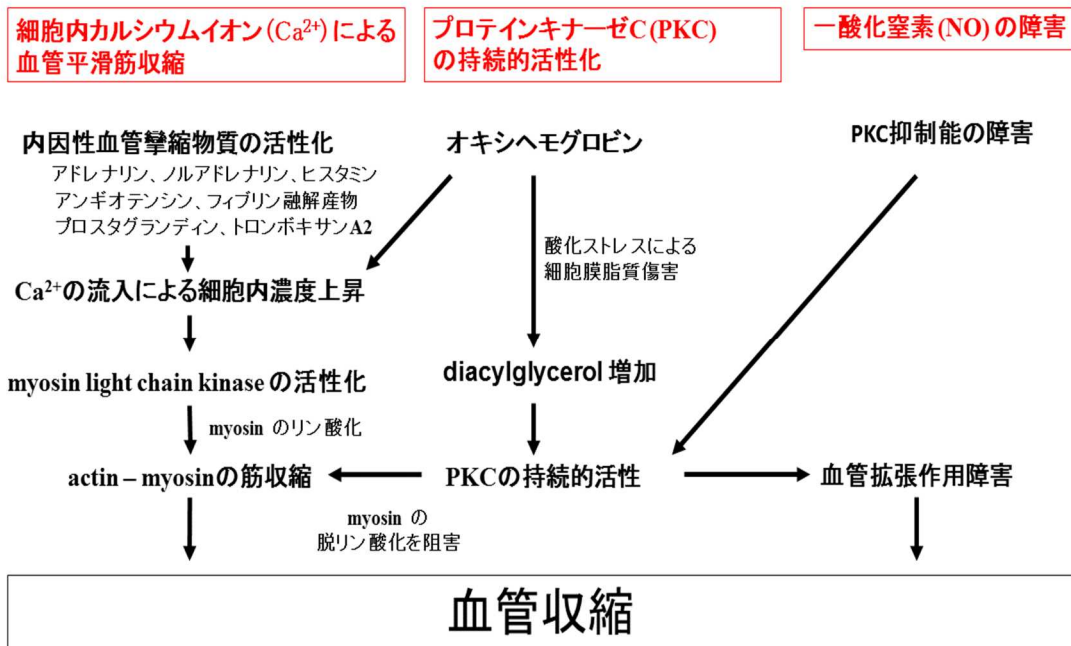 細胞内カルシウムイオン(Ca²⁺)による
血管平滑筋収縮
プロテインキナーゼC(PKC)
の持続的活性化
一酸化窒素(NO)の障害
内因性血管攣縮物質の活性化
アドレナリン、ノルアドレナリン、ヒスタミン
アンギオテンシン、フィブリン融解産物
プロスタグランディン、トロンボキサンA2
オキシヘモグロビン
PKC抑制能の障害
酸化ストレスによる
細胞膜脂質傷害
Ca²⁺の流入による細胞内濃度上昇
myosin light chain kinase の活性化
diacylglycerol 増加
myosin のリン酸化
actin – myosinの筋収縮
PKCの持続的活性
血管拡張作用障害
myosin の
脱リン酸化を阻害
血管収縮